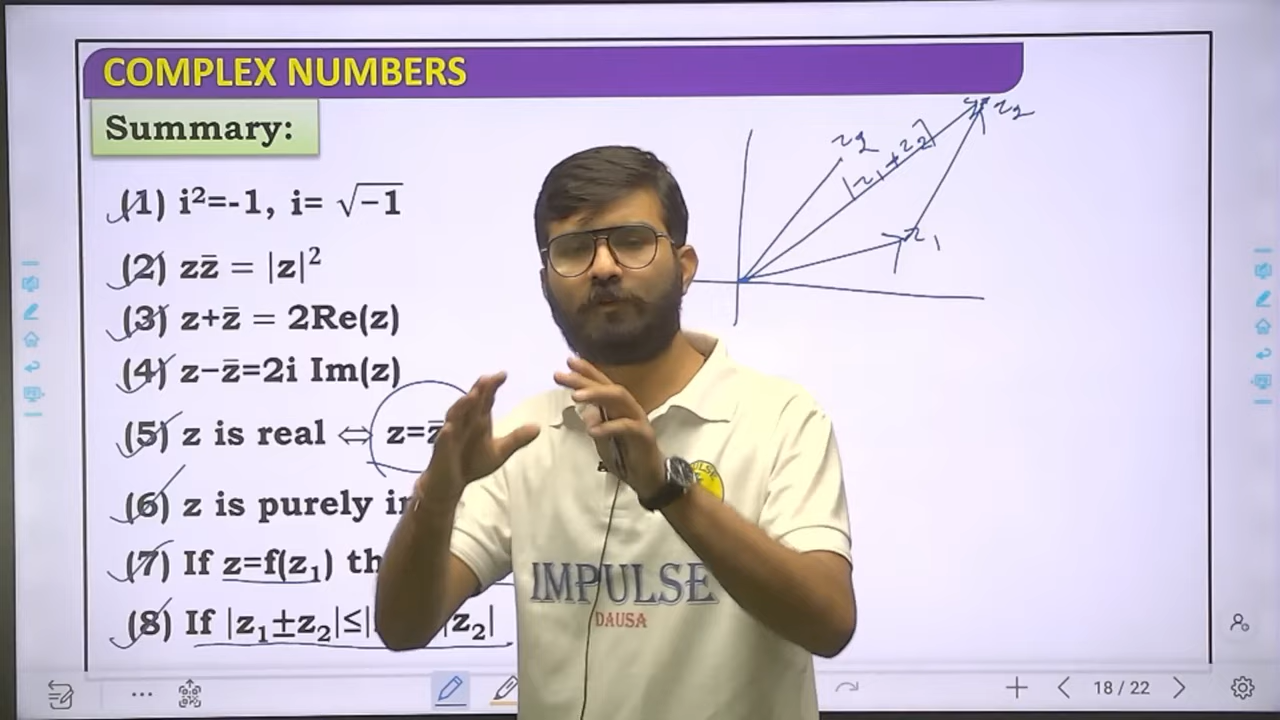 COMPLEX NUMBERS
Summary:
(1) i²=-1, i= √−1
(2) zz̄ = |z|²
(3) z+z̄ = 2Re(z)
(4) z−z̄=2i Im(z)
(5) z is real ⇔ z=z̄
(6) z is purely
(7) If z=f(z₁)
(8) If |z₁±z₂|≤| z₂|
z₂
|z₁+z₂|
z₂
z₁
IMPULSE
DAUSA
18 / 22